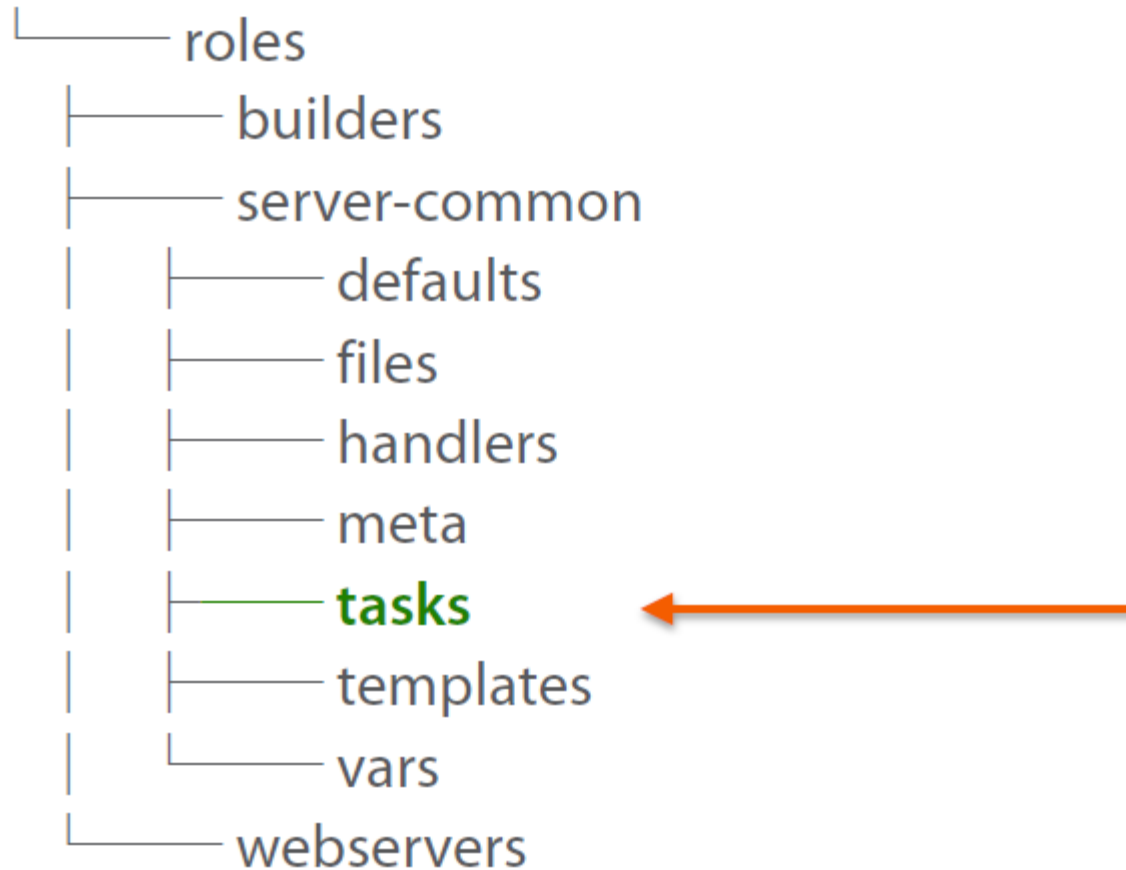 roles
builders
server-common
defaults
files
handlers
meta
tasks
templates
vars
webservers